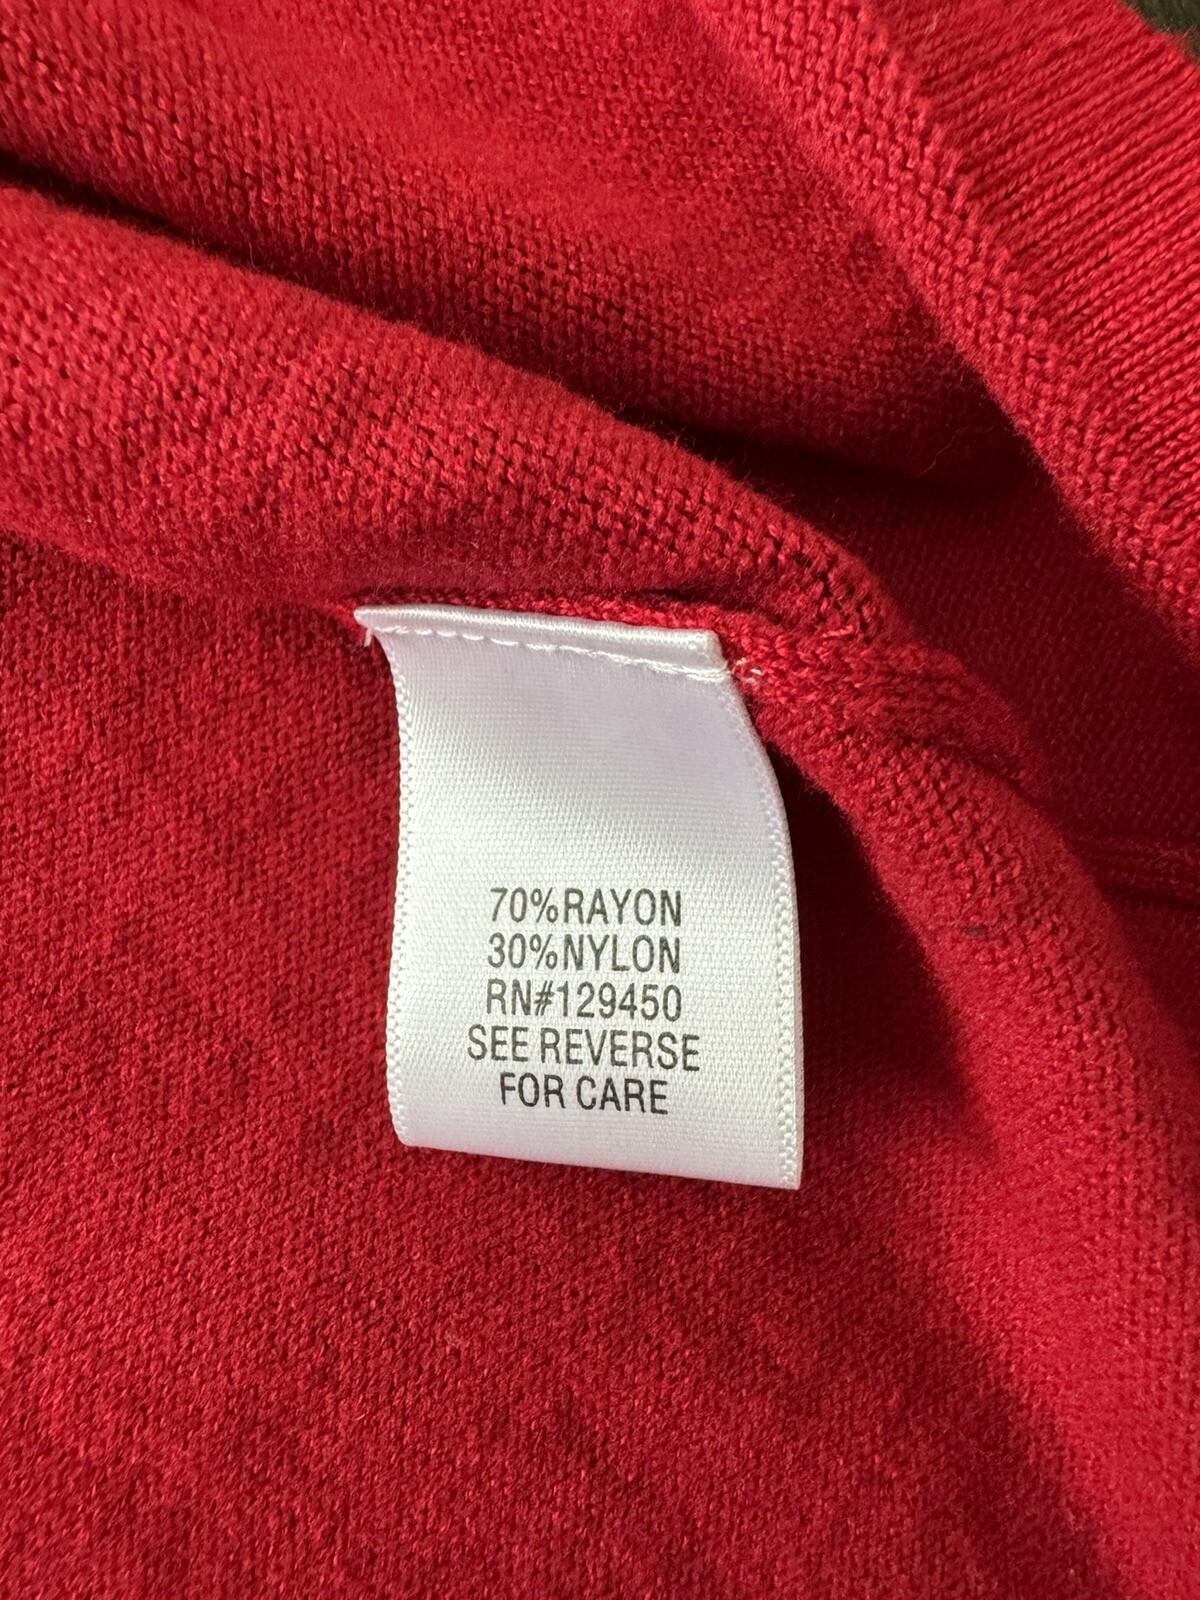 70%RAYON
30%NYLON
RN#129450
SEE REVERSE
FOR CARE